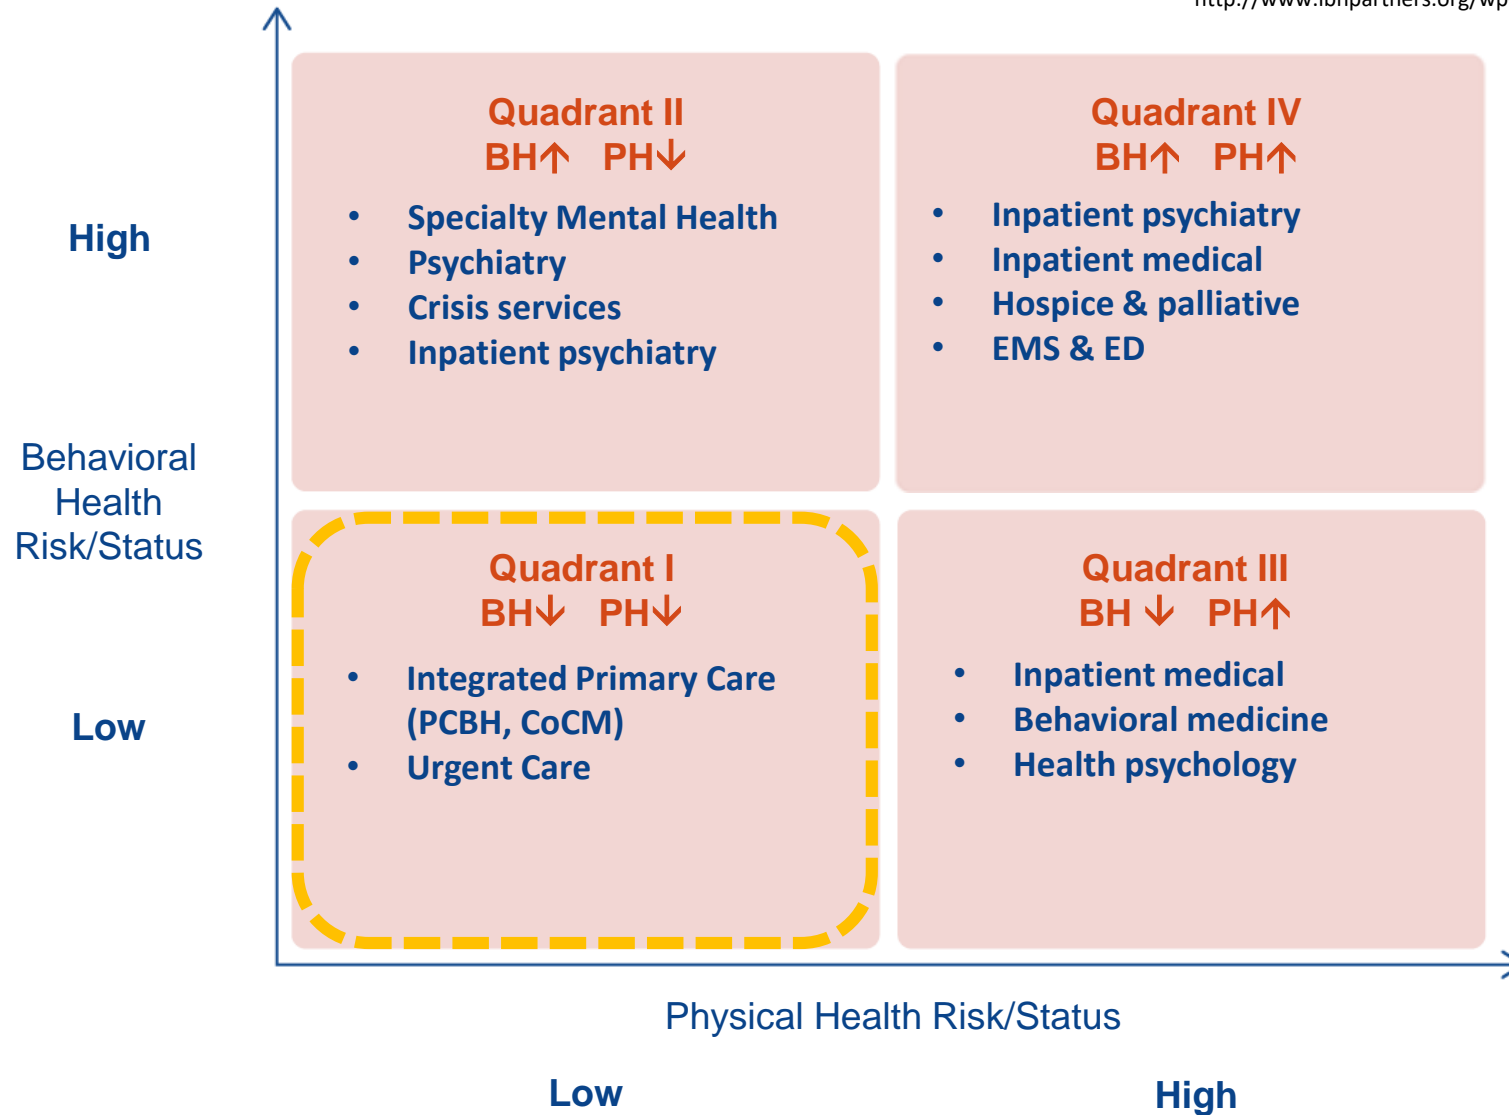 Quadrant II
BH↑ PH↓
• Specialty Mental Health
• Psychiatry
• Crisis services
• Inpatient psychiatry
Quadrant IV
BH↑ PH↑
• Inpatient psychiatry
• Inpatient medical
• Hospice & palliative
• EMS & ED
High
Behavioral
Health
Risk/Status
Quadrant I
BH↓ PH↓
• Integrated Primary Care
(PCBH, CoCM)
• Urgent Care
Quadrant III
BH ↓ PH↑
• Inpatient medical
• Behavioral medicine
• Health psychology
Low
Physical Health Risk/Status
Low
High